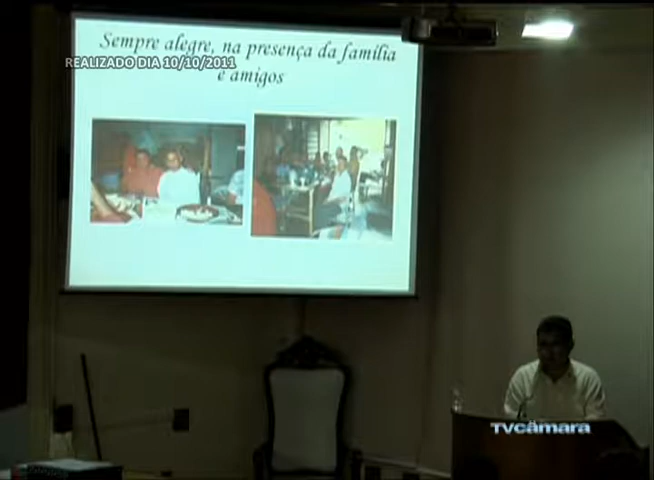 Sempre alegre, na presença da família
REALIZADO DIA 10/10/2011
e amigos
TVcâmara